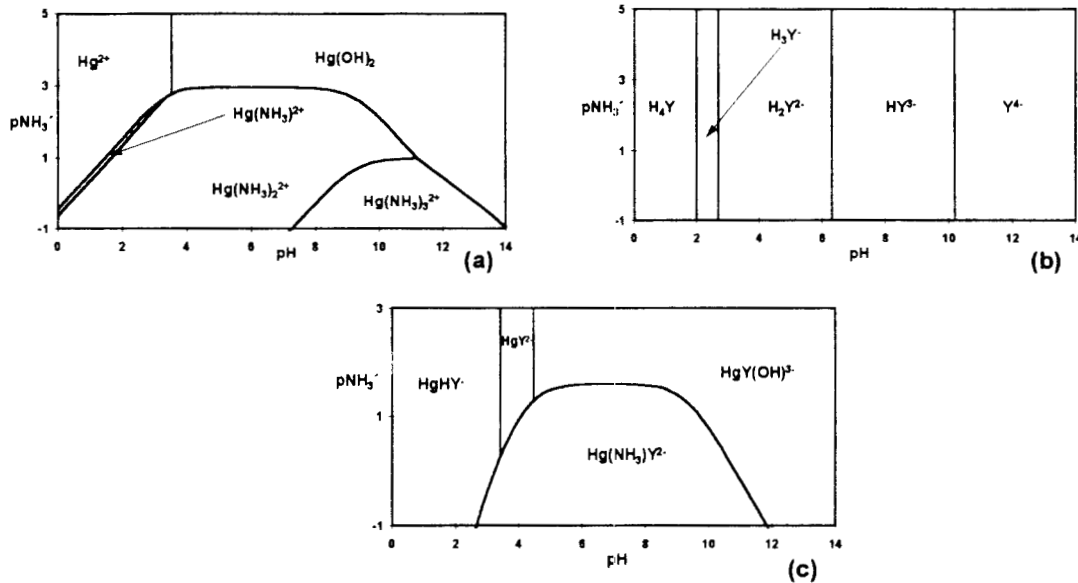 5
3
1
-1
pNH₃´
Hg²⁺
Hg(OH)₂
Hg(NH₃)²⁺
Hg(NH₃)₂²⁺
Hg(NH₃)₃²⁺
0 2 4 6 8 10 12 14
pH
(a)
5
3
1
-1
pNH₃´
H₄Y
H₃Y⁻
H₂Y²⁻
HY³⁻
Y⁴⁻
0 2 4 6 8 10 12 14
pH
(b)
3
1
-1
pNH₃´
HgHY⁻
HgY²⁻
HgY(OH)³⁻
Hg(NH₃)Y²⁻
0 2 4 6 8 10 12 14
pH
(c)